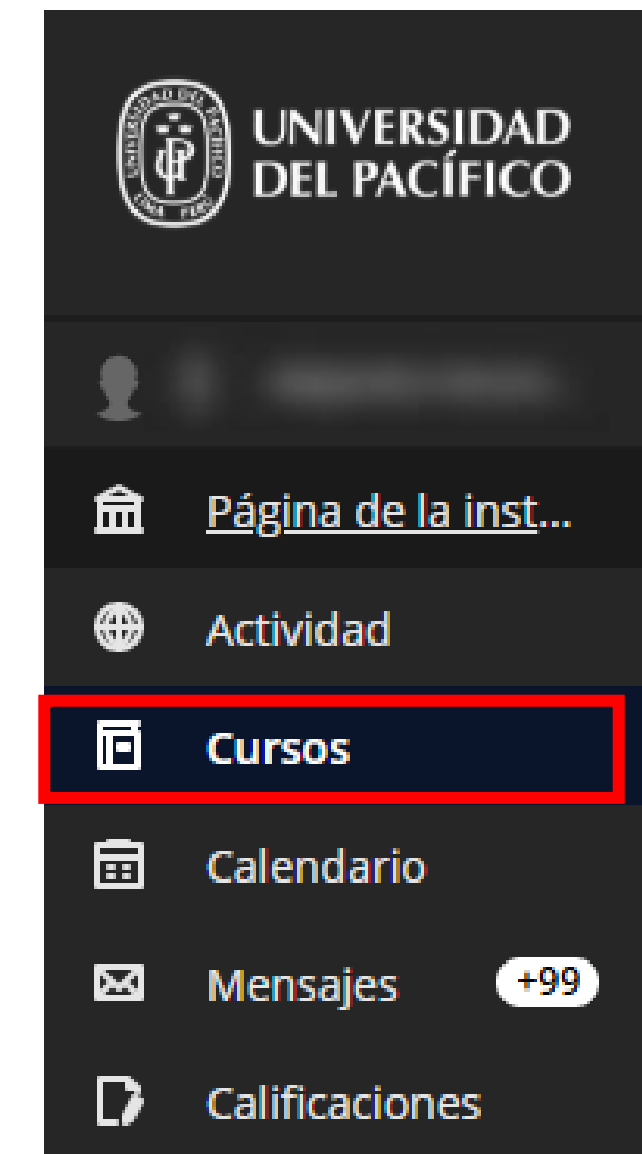 UNIVERSIDAD
DEL PACÍFICO
Página de la inst...
Actividad
Cursos
Calendario
Mensajes +99
Calificaciones